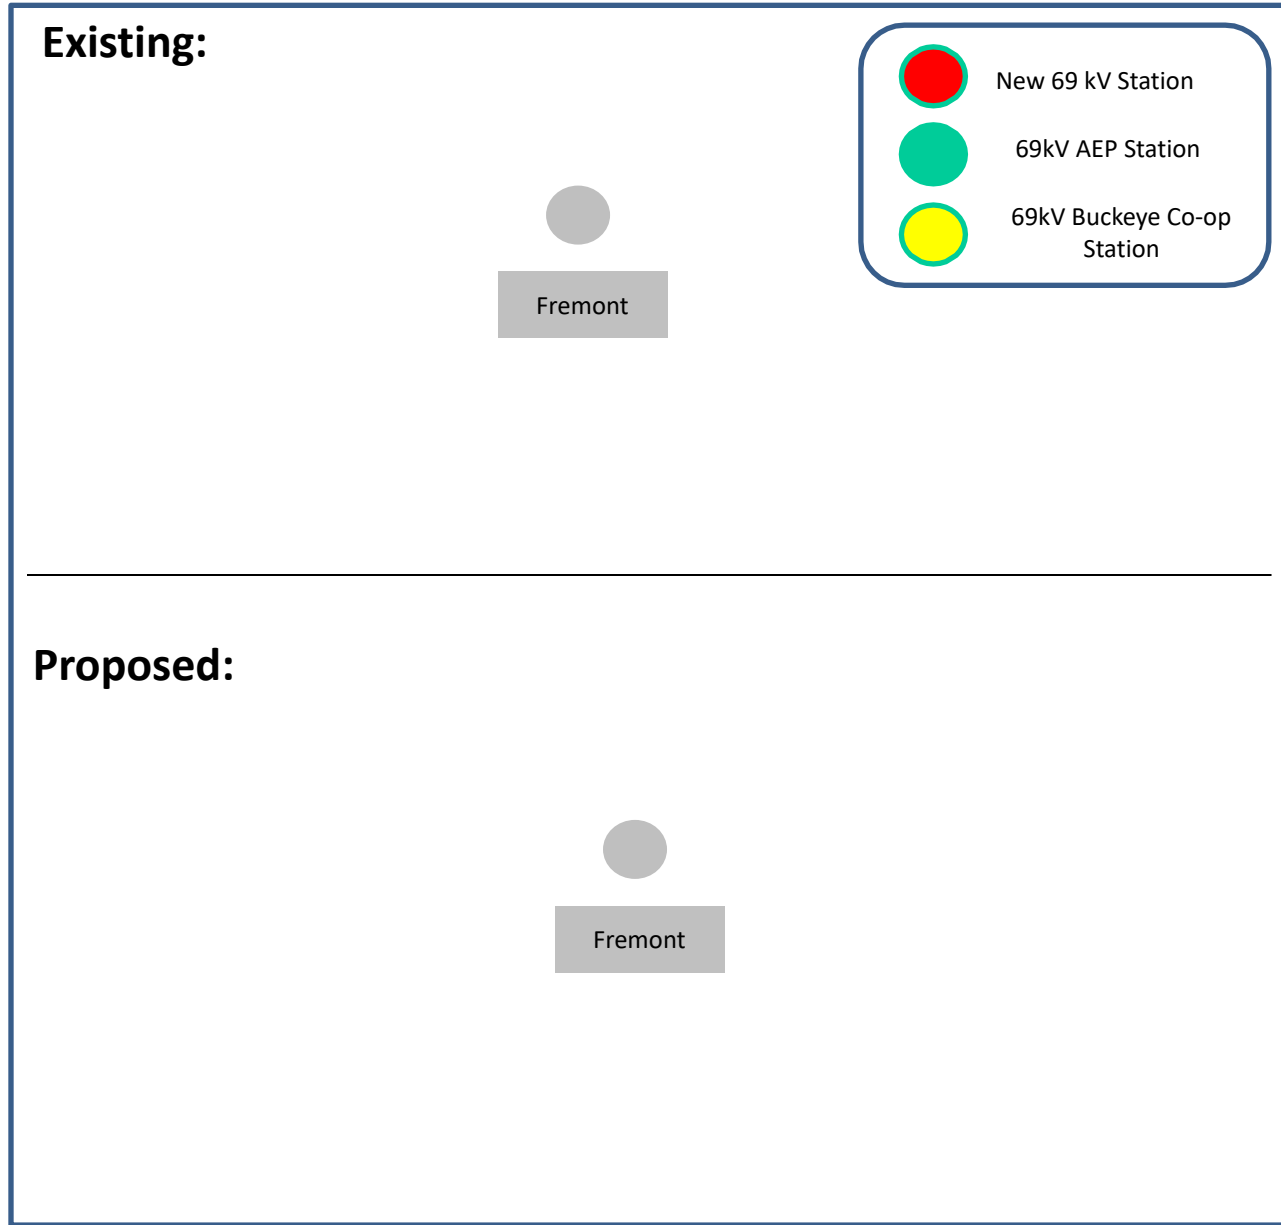 Existing:
New 69 kV Station
69kV AEP Station
69kV Buckeye Co-op
Station
Fremont
Proposed:
Fremont